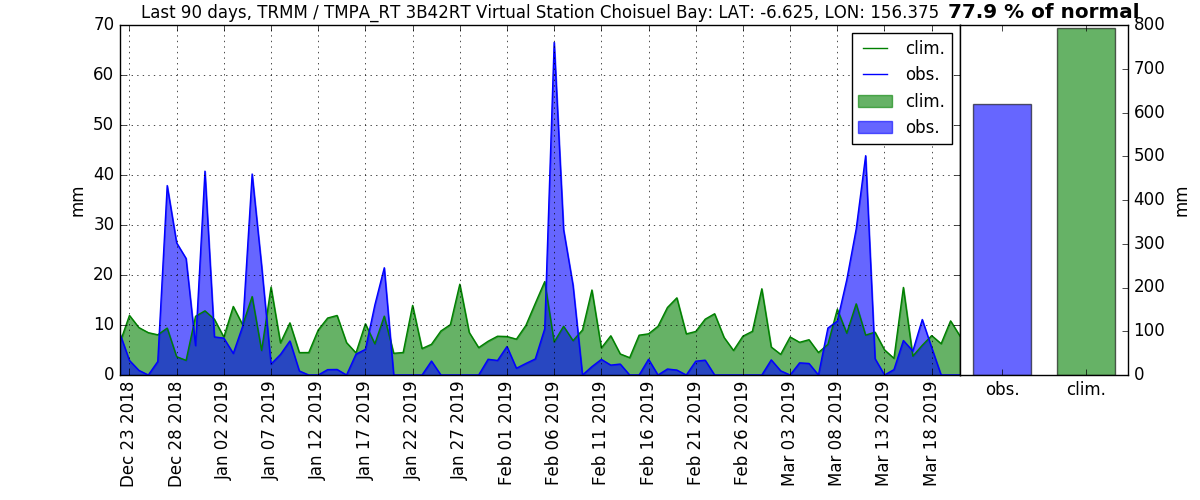 Last 90 days, TRMM / TMPA_RT 3B42RT Virtual Station Choisuel Bay: LAT: -6.625, LON: 156.375
77.9 % of normal
70
60
50
40
30
20
10
0
mm
clim.
obs.
clim.
obs.
Dec 23 2018
Dec 28 2018
Jan 02 2019
Jan 07 2019
Jan 12 2019
Jan 17 2019
Jan 22 2019
Jan 27 2019
Feb 01 2019
Feb 06 2019
Feb 11 2019
Feb 16 2019
Feb 21 2019
Feb 26 2019
Mar 03 2019
Mar 08 2019
Mar 13 2019
Mar 18 2019
800
700
600
500
400
300
200
100
0
mm
obs.
clim.